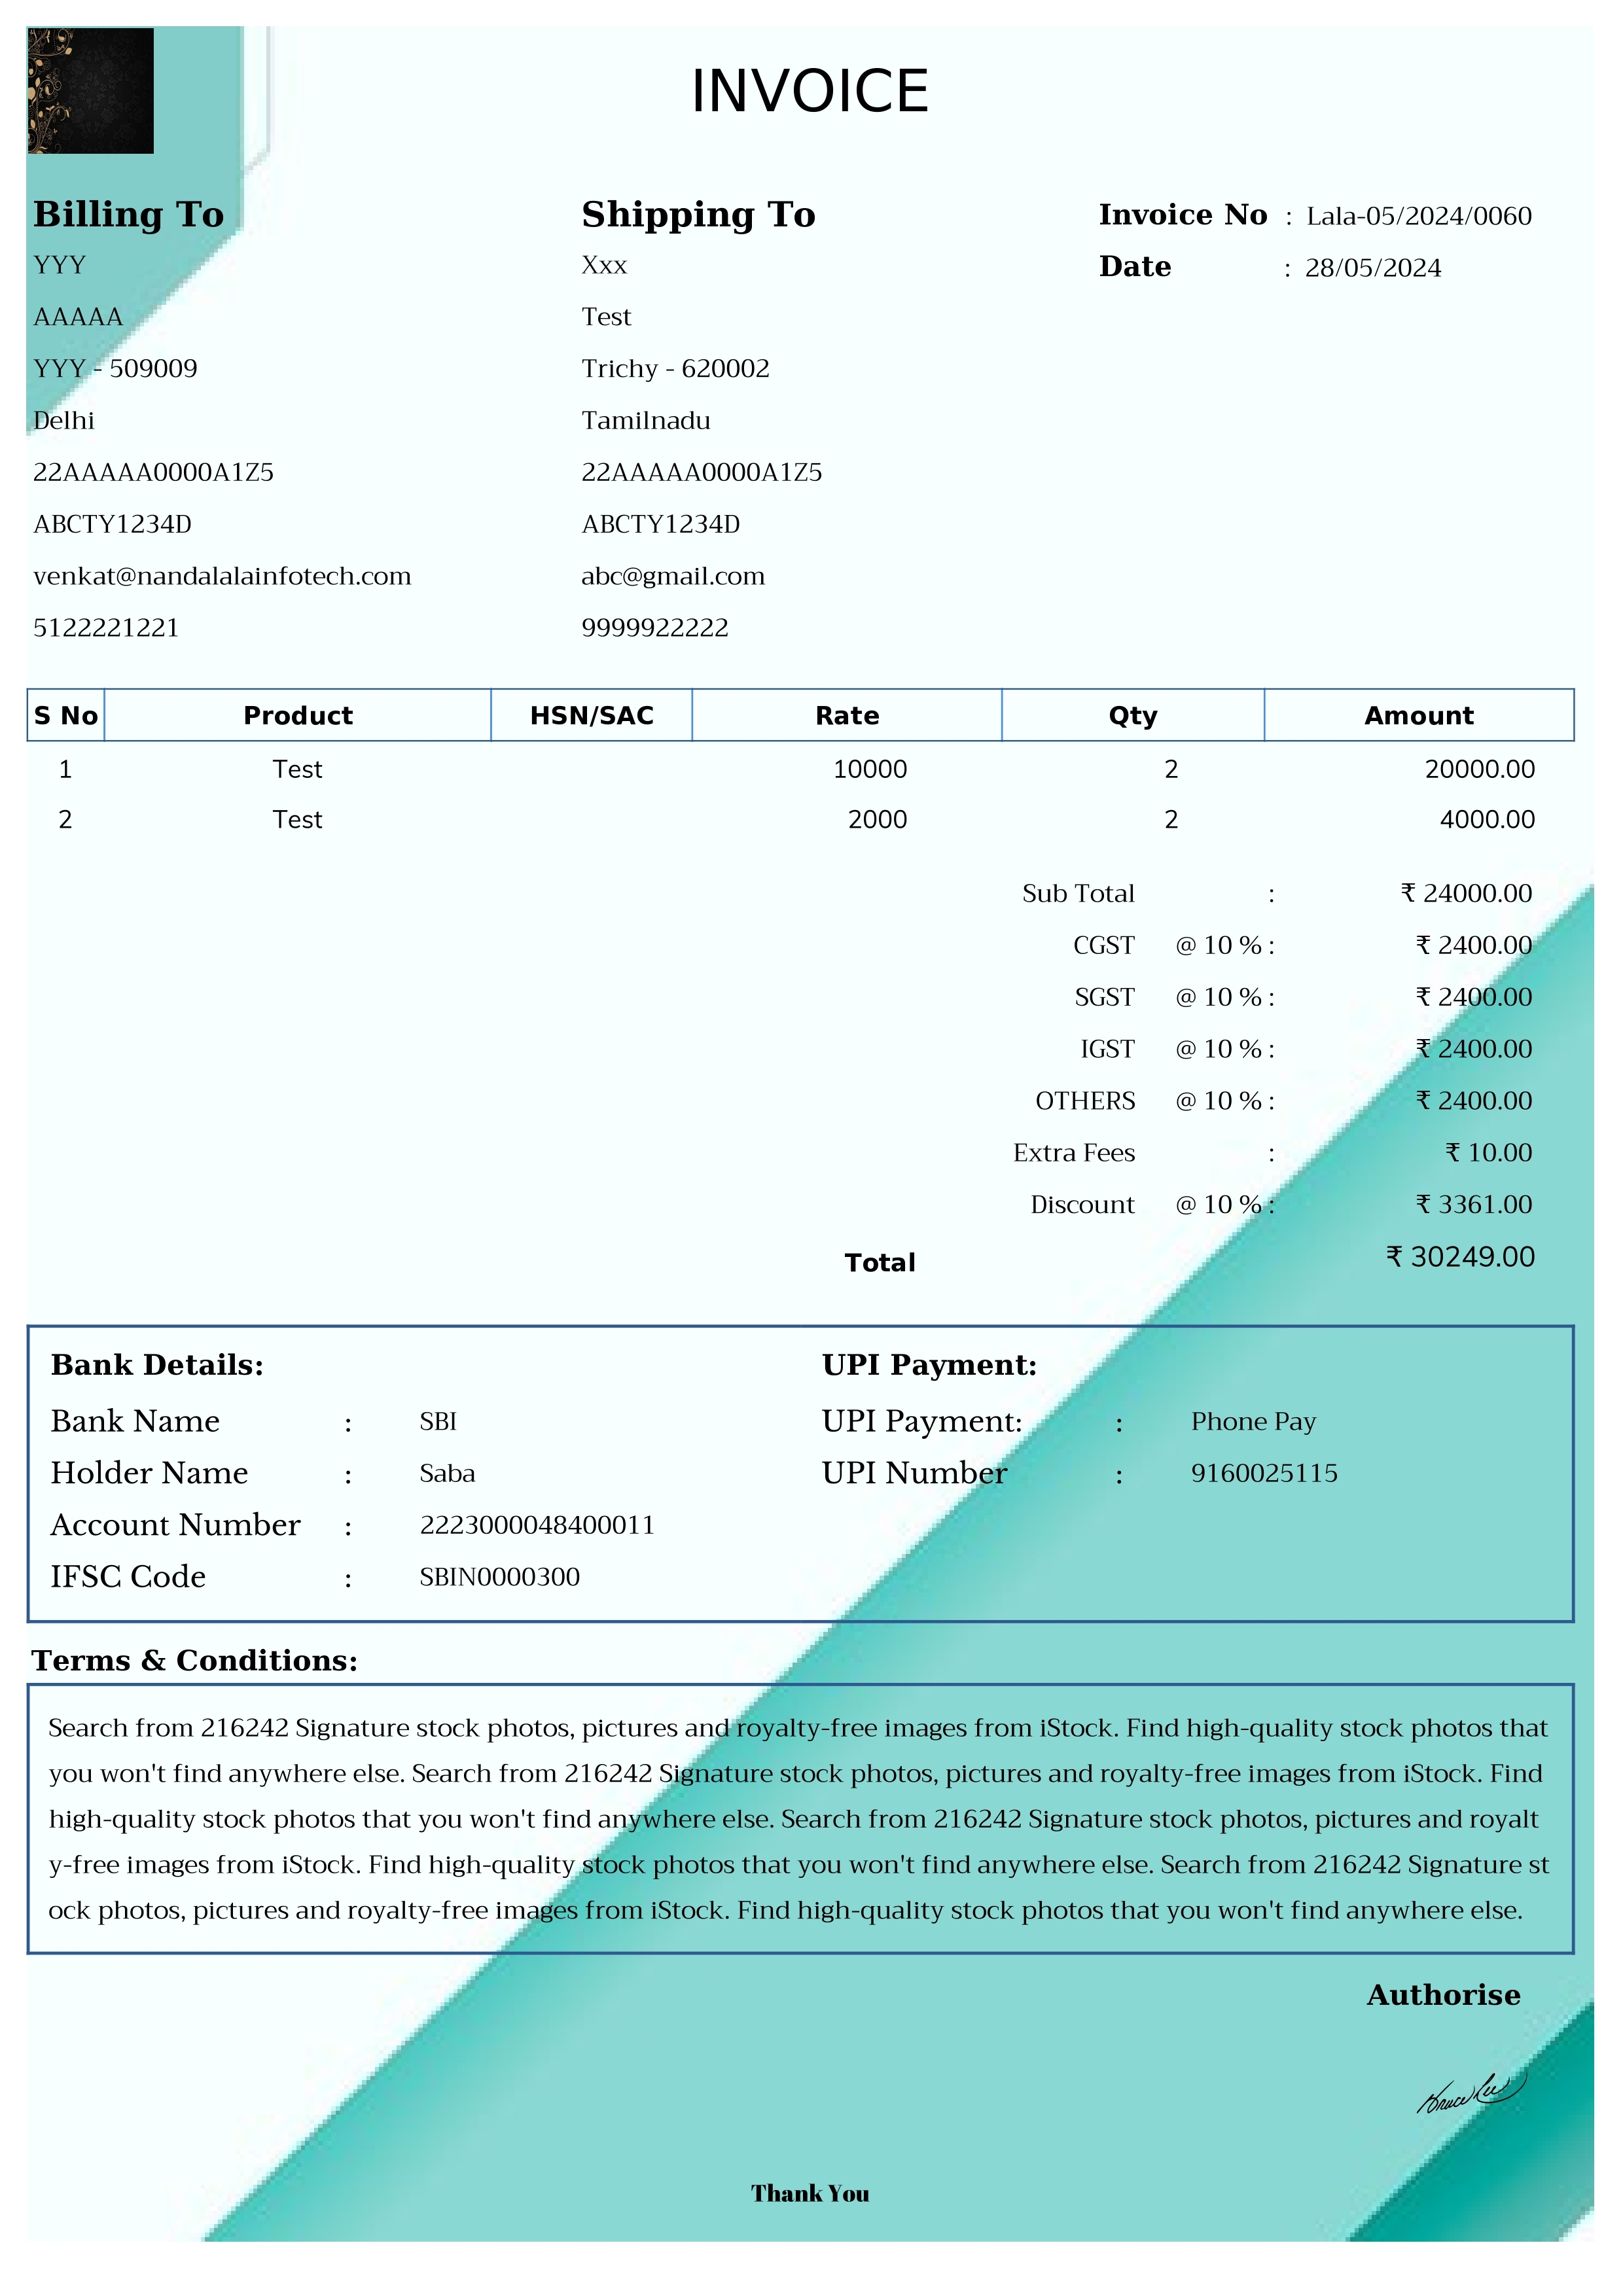 INVOICE
Billing To
YYY
AAAAA
YYY - 509009
Delhi
22AAAAA0000A1Z5
ABCTY1234D
venkat@nandalalainfotech.com
5122221221
Shipping To
Xxx
Test
Trichy - 620002
Tamilnadu
22AAAAA0000A1Z5
ABCTY1234D
abc@gmail.com
9999922222
Invoice No : Lala-05/2024/0060
Date : 28/05/2024
S No Product HSN/SAC Rate Qty Amount
1 Test 10000 2 20000.00
2 Test 2000 2 4000.00
Sub Total : ₹ 24000.00
CGST @ 10 % : ₹ 2400.00
SGST @ 10 % : ₹ 2400.00
IGST @ 10 % : ₹ 2400.00
OTHERS @ 10 % : ₹ 2400.00
Extra Fees : ₹ 10.00
Discount @ 10 % : ₹ 3361.00
Total ₹ 30249.00
Bank Details:
Bank Name : SBI
Holder Name : Saba
Account Number : 2223000048400011
IFSC Code : SBIN0000300
UPI Payment:
UPI Payment: : Phone Pay
UPI Number : 9160025115
Terms & Conditions:
Search from 216242 Signature stock photos, pictures and royalty-free images from iStock. Find high-quality stock photos that
you won't find anywhere else. Search from 216242 Signature stock photos, pictures and royalty-free images from iStock. Find
high-quality stock photos that you won't find anywhere else. Search from 216242 Signature stock photos, pictures and royalt
y-free images from iStock. Find high-quality stock photos that you won't find anywhere else. Search from 216242 Signature st
ock photos, pictures and royalty-free images from iStock. Find high-quality stock photos that you won't find anywhere else.
Authorise
Bruce Lee
Thank You